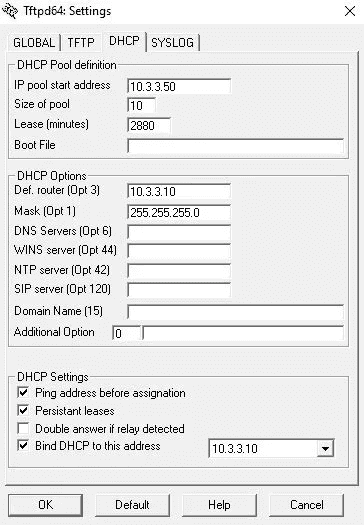 Tftpd64: Settings
GLOBAL TFTP DHCP SYSLOG
DHCP Pool definition
IP pool start address 10.3.3.50
Size of pool 10
Lease (minutes) 2880
Boot File
DHCP Options
Def. router (Opt 3) 10.3.3.10
Mask (Opt 1) 255.255.255.0
DNS Servers (Opt 6)
WINS server (Opt 44)
NTP server (Opt 42)
SIP server (Opt 120)
Domain Name (15)
Additional Option 0
DHCP Settings
Ping address before assignation
Persistant leases
Double answer if relay detected
Bind DHCP to this address 10.3.3.10
OK Default Help Cancel